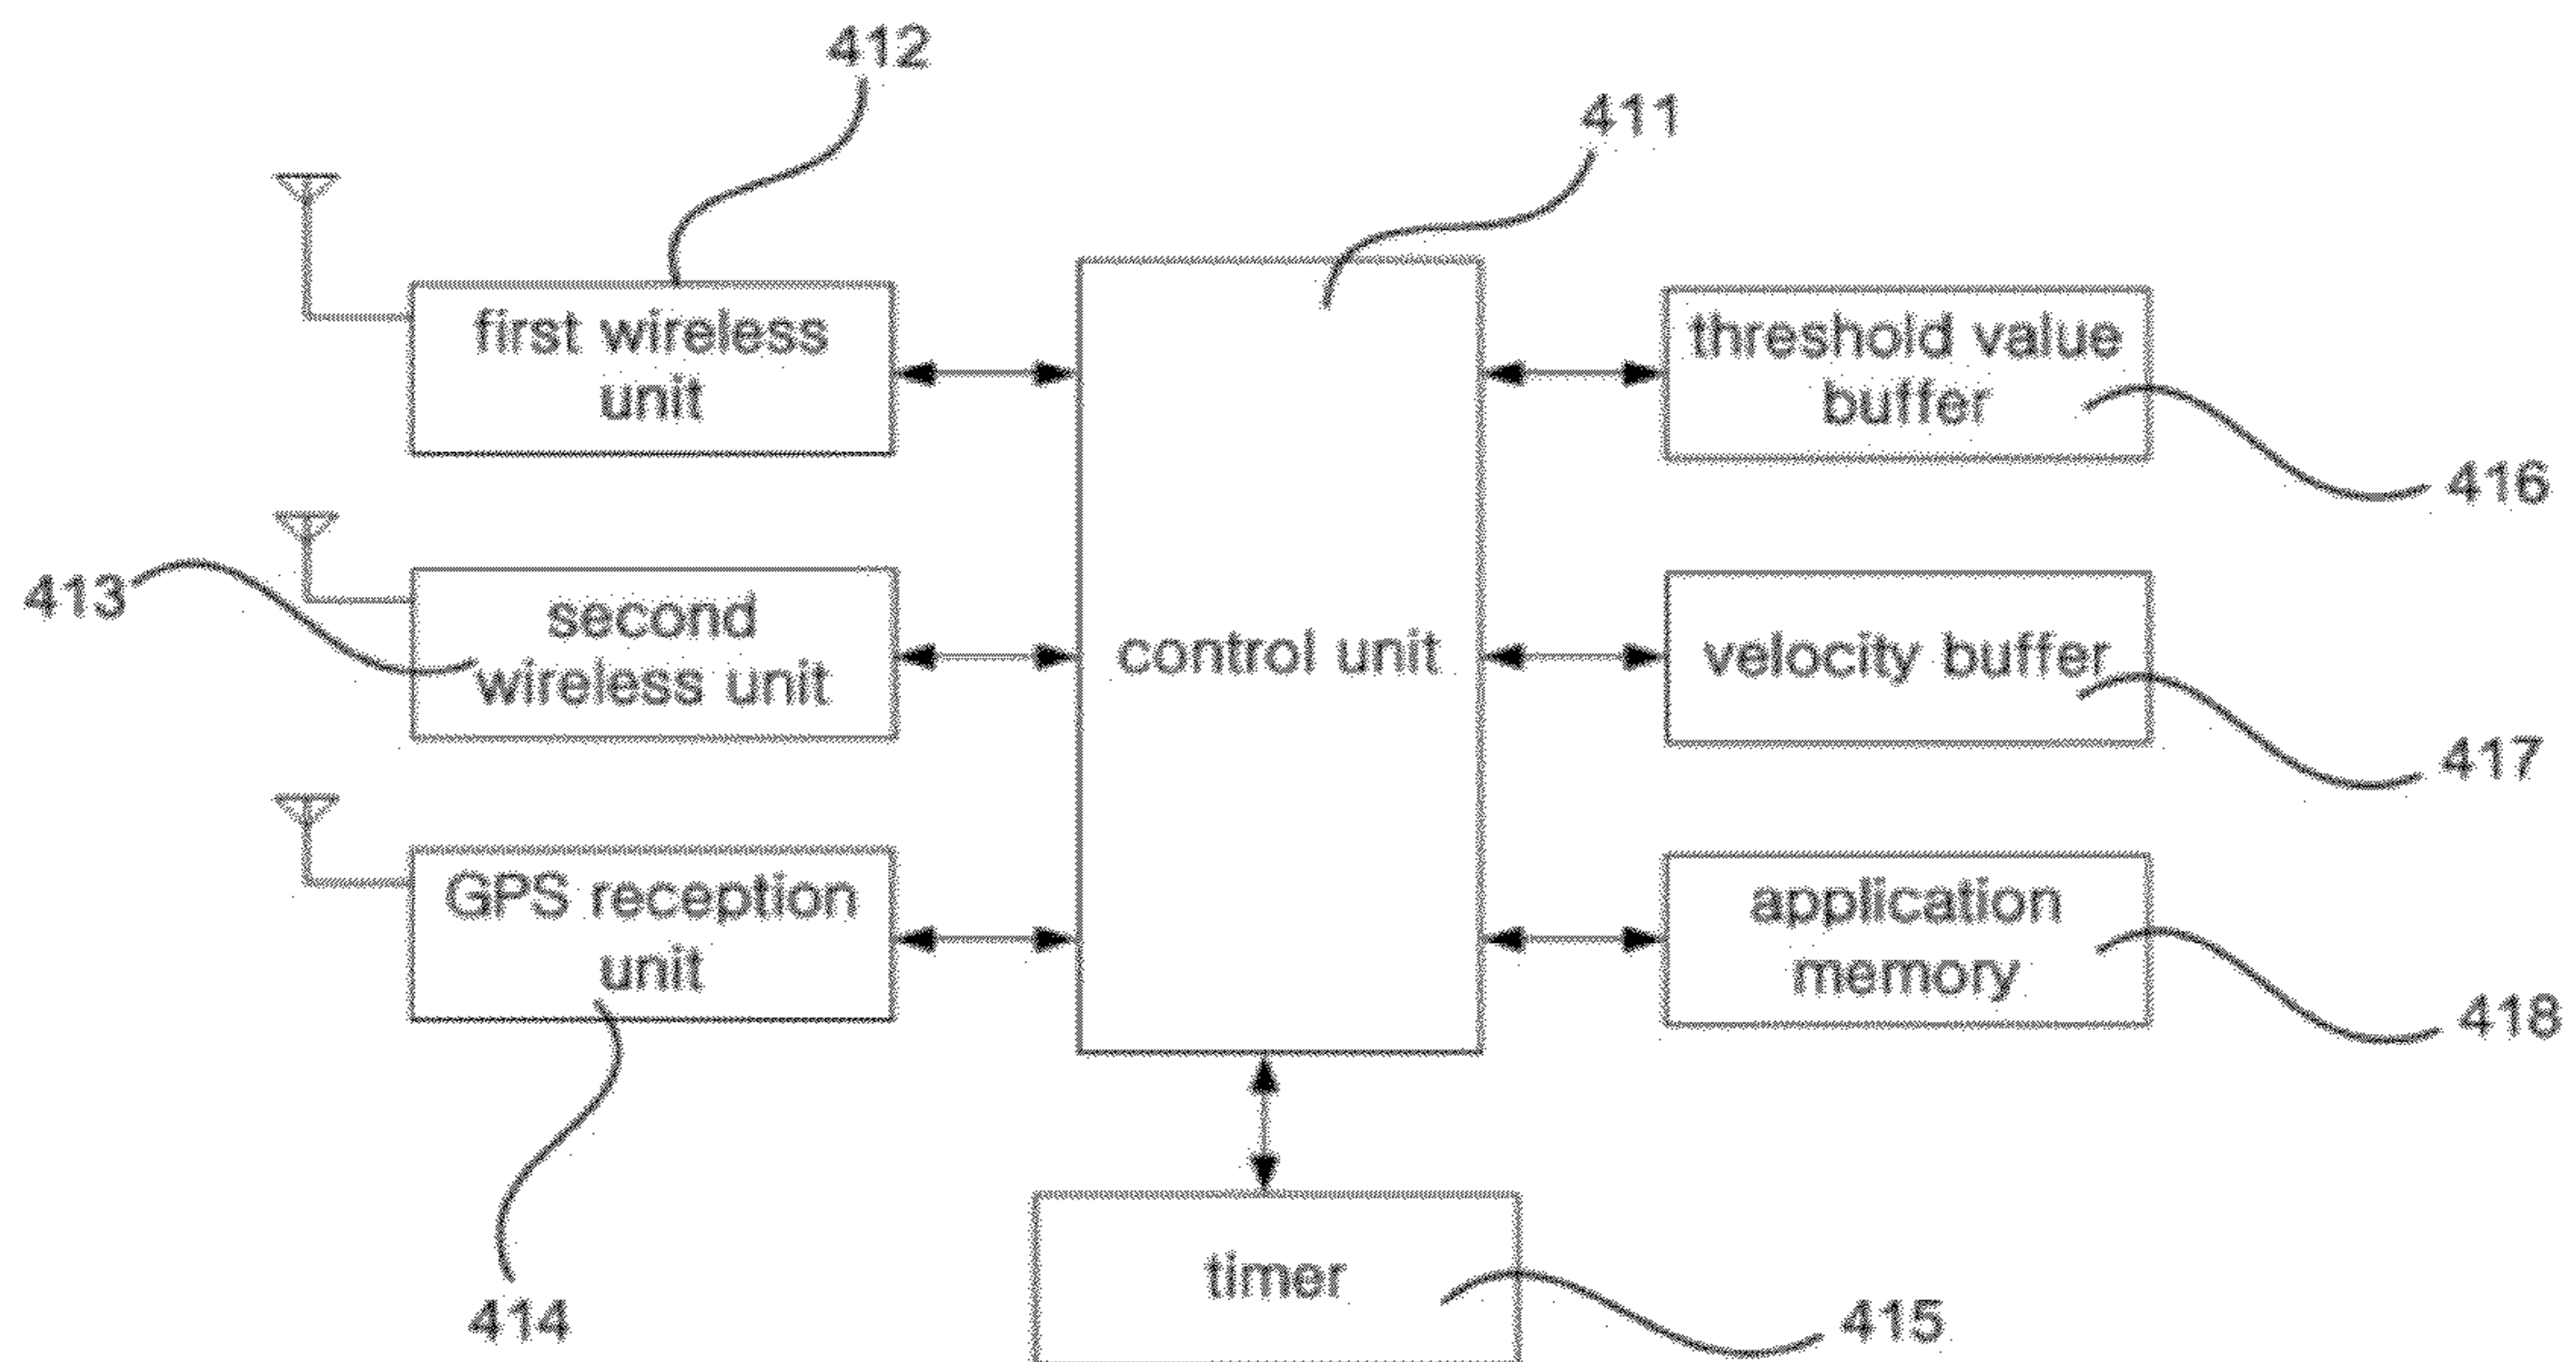 412
411
first wireless
unit
threshold value
buffer
416
413
second
wireless unit
control unit
velocity buffer
417
GPS reception
unit
application
memory
418
414
timer
415